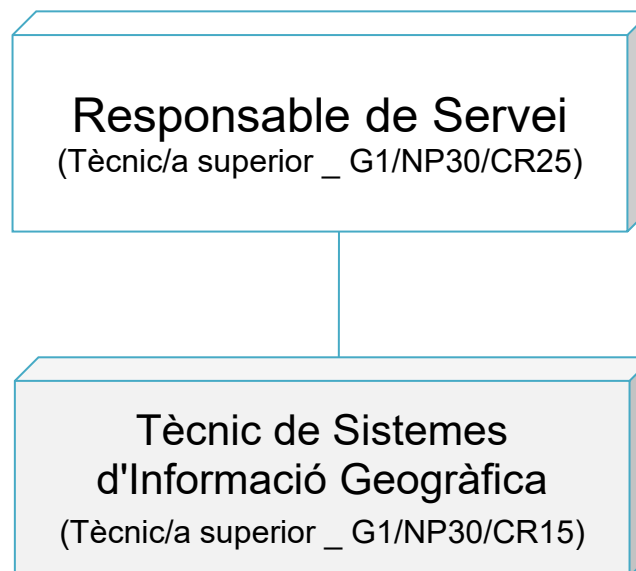 Responsable de Servei
(Tècnic/a superior _ G1/NP30/CR25)
Tècnic de Sistemes
d'Informació Geogràfica
(Tècnic/a superior _ G1/NP30/CR15)